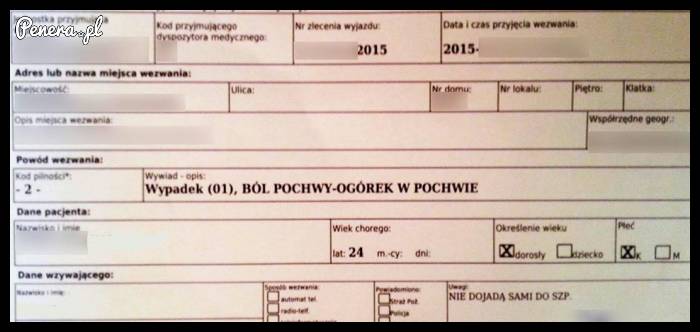 Penera.pl
ostka przyjmująca
Kod przyjmującego
dyspozytora medycznego:
Nr zlecenia wyjazdu:
2015
Data i czas przyjęcia wezwania:
2015-
Adres lub nazwa miejsca wezwania:
Miejscowość: Ulica: Nr domu: Nr lokalu: Piętro: Klatka:
Opis miejsca wezwania: Współrzędne geogr.:
Powód wezwania:
Kod pilności*: Wywiad - opis:
- 2 - Wypadek (01), BÓL POCHWY-OGÓREK W POCHWIE
Dane pacjenta:
Nazwisko i imię Wiek chorego: Określenie wieku Płeć
lat: 24 m.-cy: dni: X dorosły dziecko X K M
Dane wzywającego:
Nazwisko i imię: Sposób wezwania: Powiadomiono: Uwagi:
automat tel. Straż Poż. NIE DOJADĄ SAMI DO SZP.
radio-telf. Policja